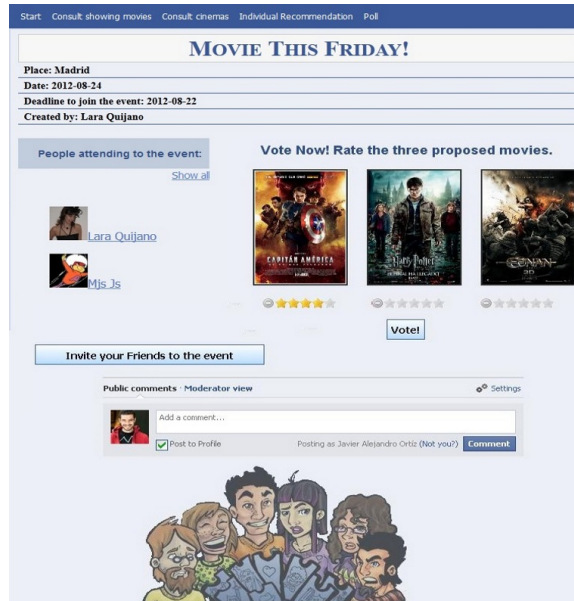 Start Consult showing movies Consult cinemas Individual Recommendation Poll
MOVIE THIS FRIDAY!
Place: Madrid
Date: 2012-08-24
Deadline to join the event: 2012-08-22
Created by: Lara Quijano
People attending to the event:
Show all
Lara Quijano
Mjs Js
Vote Now! Rate the three proposed movies.
CAPITÁN AMÉRICA
Harry Potter
CONAN
3D
Vote!
Invite your Friends to the event
Public comments · Moderator view
Settings
Add a comment...
Post to Profile
Posting as Javier Alejandro Ortíz (Not you?) Comment